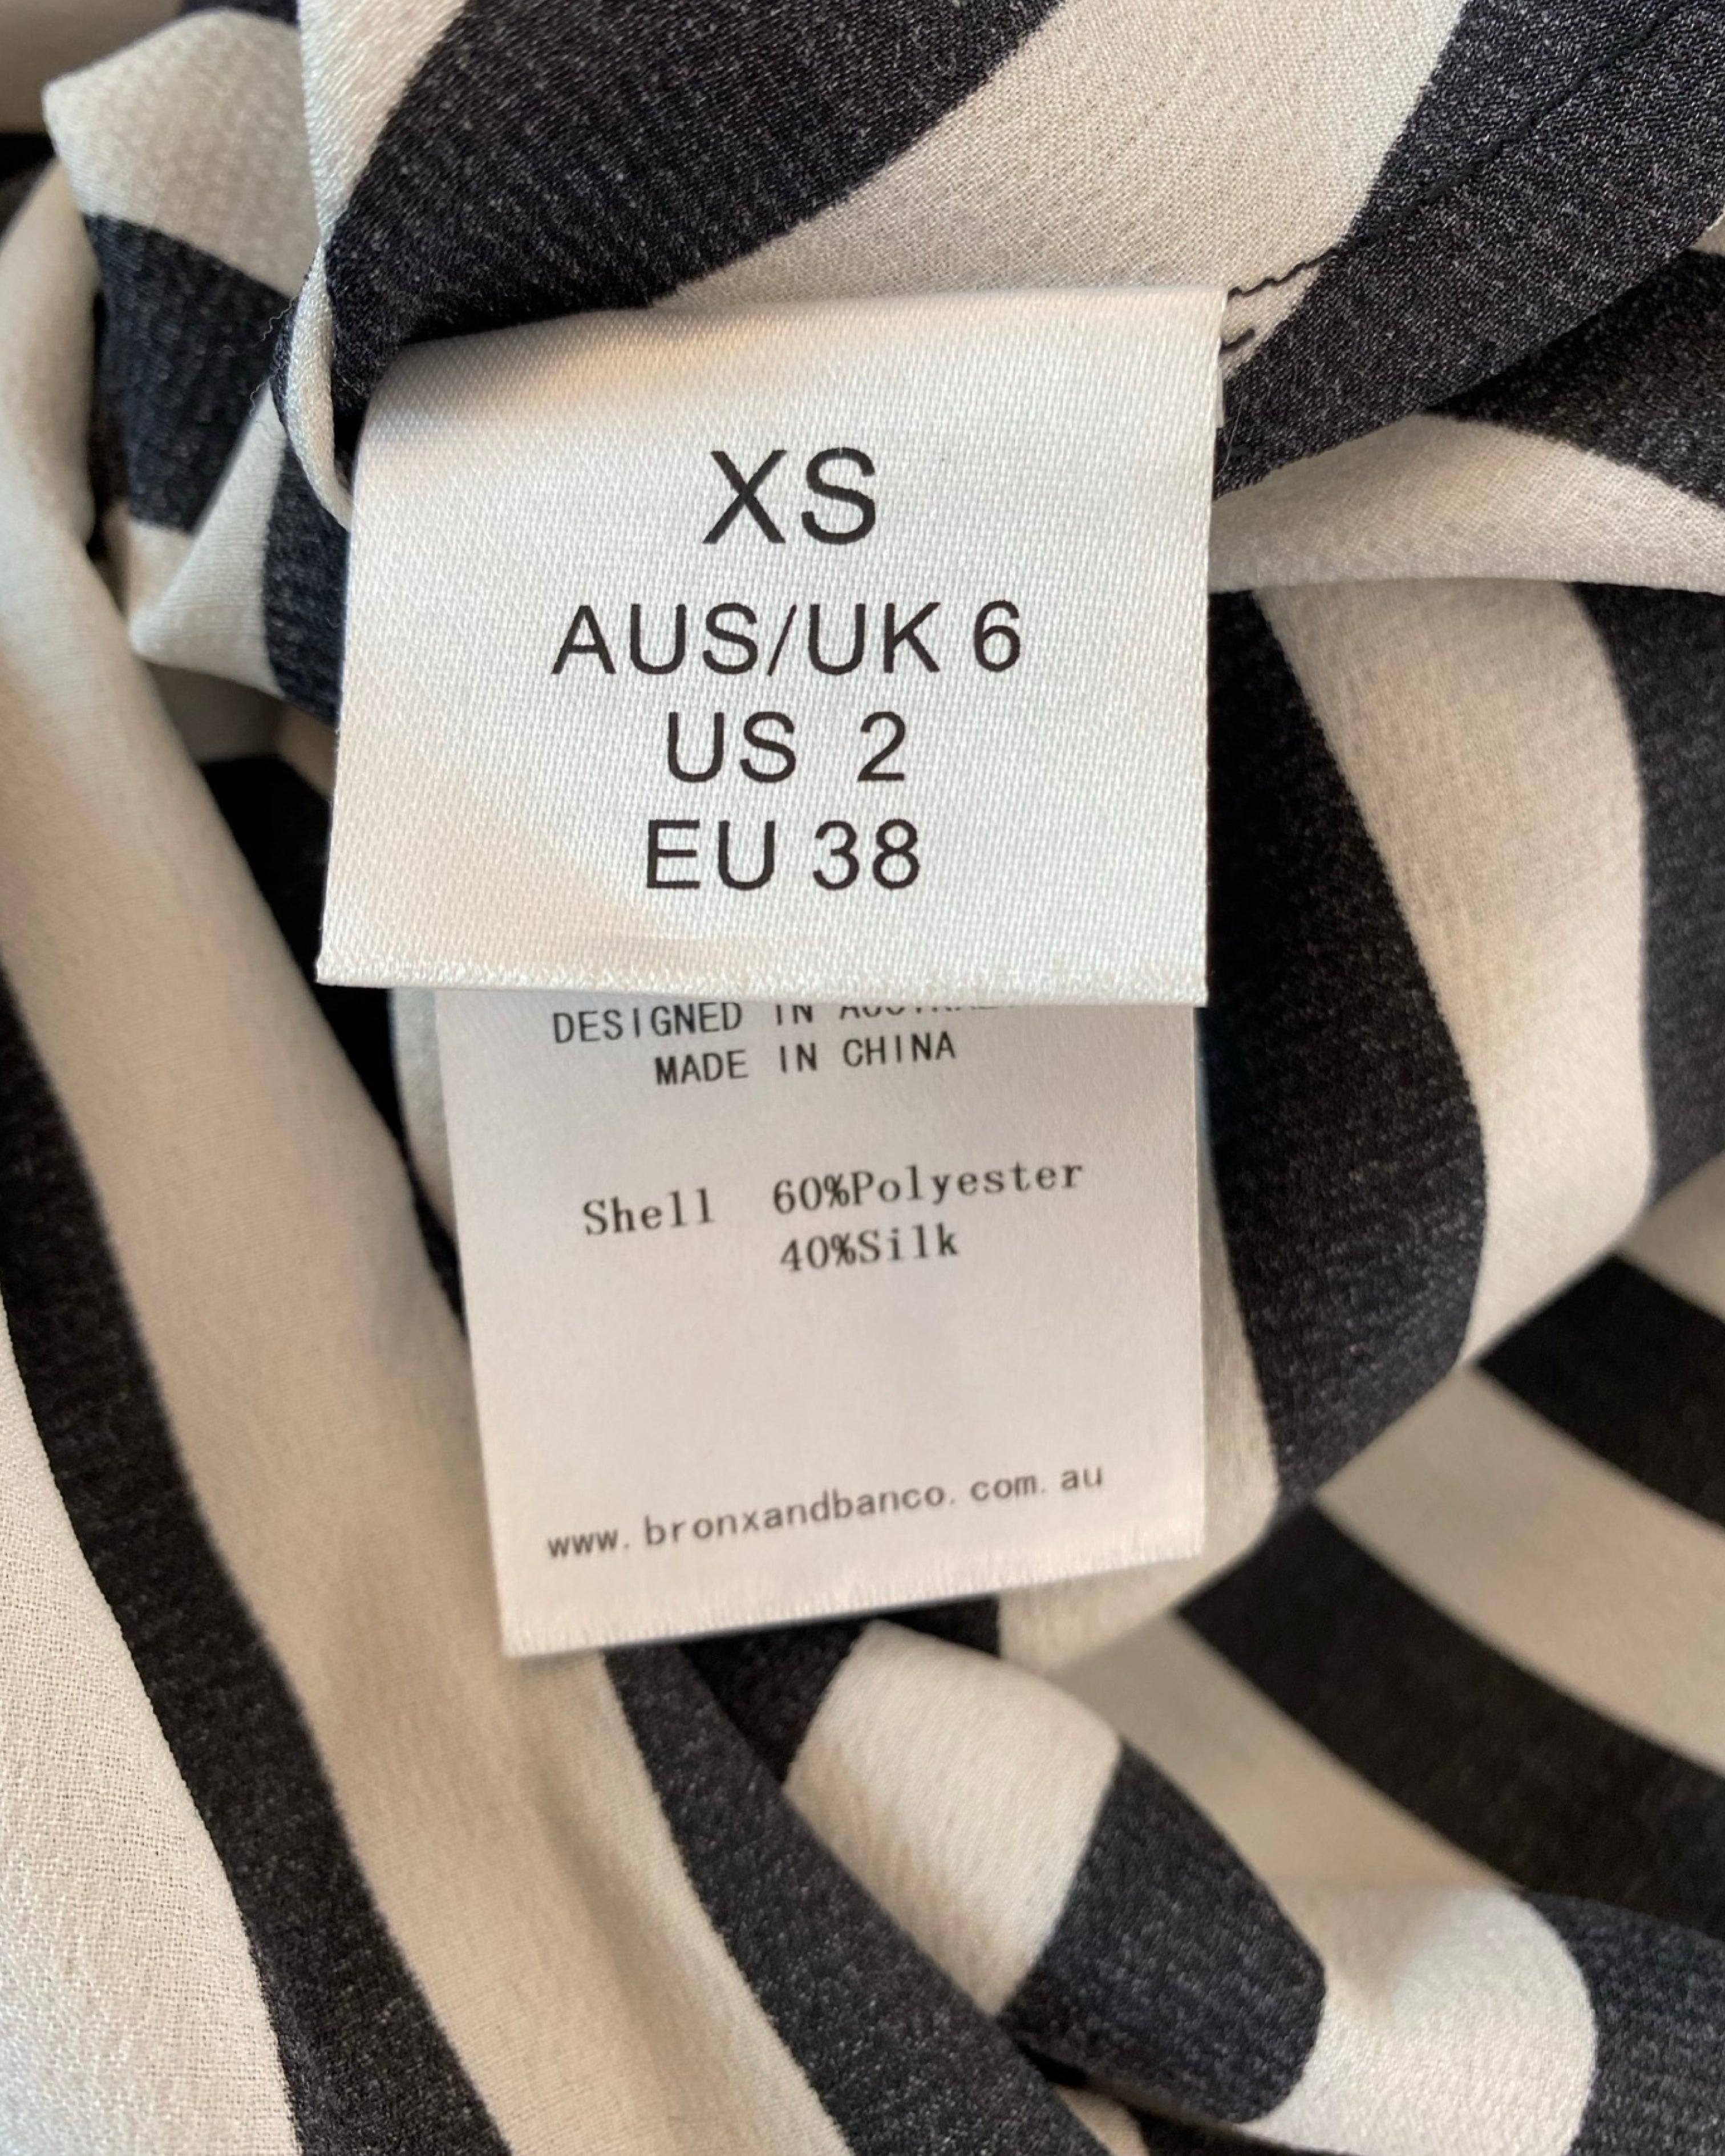 XS
AUS/UK 6
US 2
EU 38
DESIGNED IN
MADE IN CHINA
Shell 60%Polyester
40%Silk
www.bronxandbanco.com.au